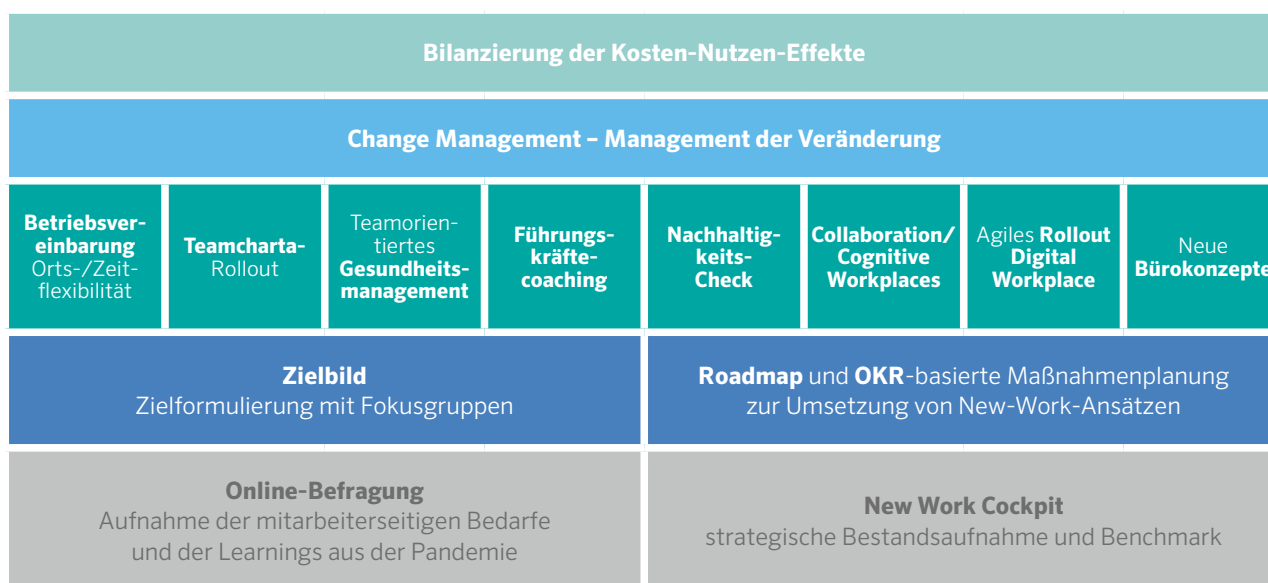 Bilanzierung der Kosten-Nutzen-Effekte
Change Management – Management der Veränderung
Betriebsver-
einbarung
Orts-/Zeit-
flexibilität
Teamcharta-
Rollout
Teamorien-
tiertes
Gesundheits-
management
Führungs-
kräfte-
coaching
Nachhaltig-
keits-
Check
Collaboration/
Cognitive
Workplaces
Agiles Rollout
Digital
Workplace
Neue
Bürokonzepte
Zielbild
Zielformulierung mit Fokusgruppen
Roadmap und OKR-basierte Maßnahmenplanung
zur Umsetzung von New-Work-Ansätzen
Online-Befragung
Aufnahme der mitarbeiterseitigen Bedarfe
und der Learnings aus der Pandemie
New Work Cockpit
strategische Bestandsaufnahme und Benchmark